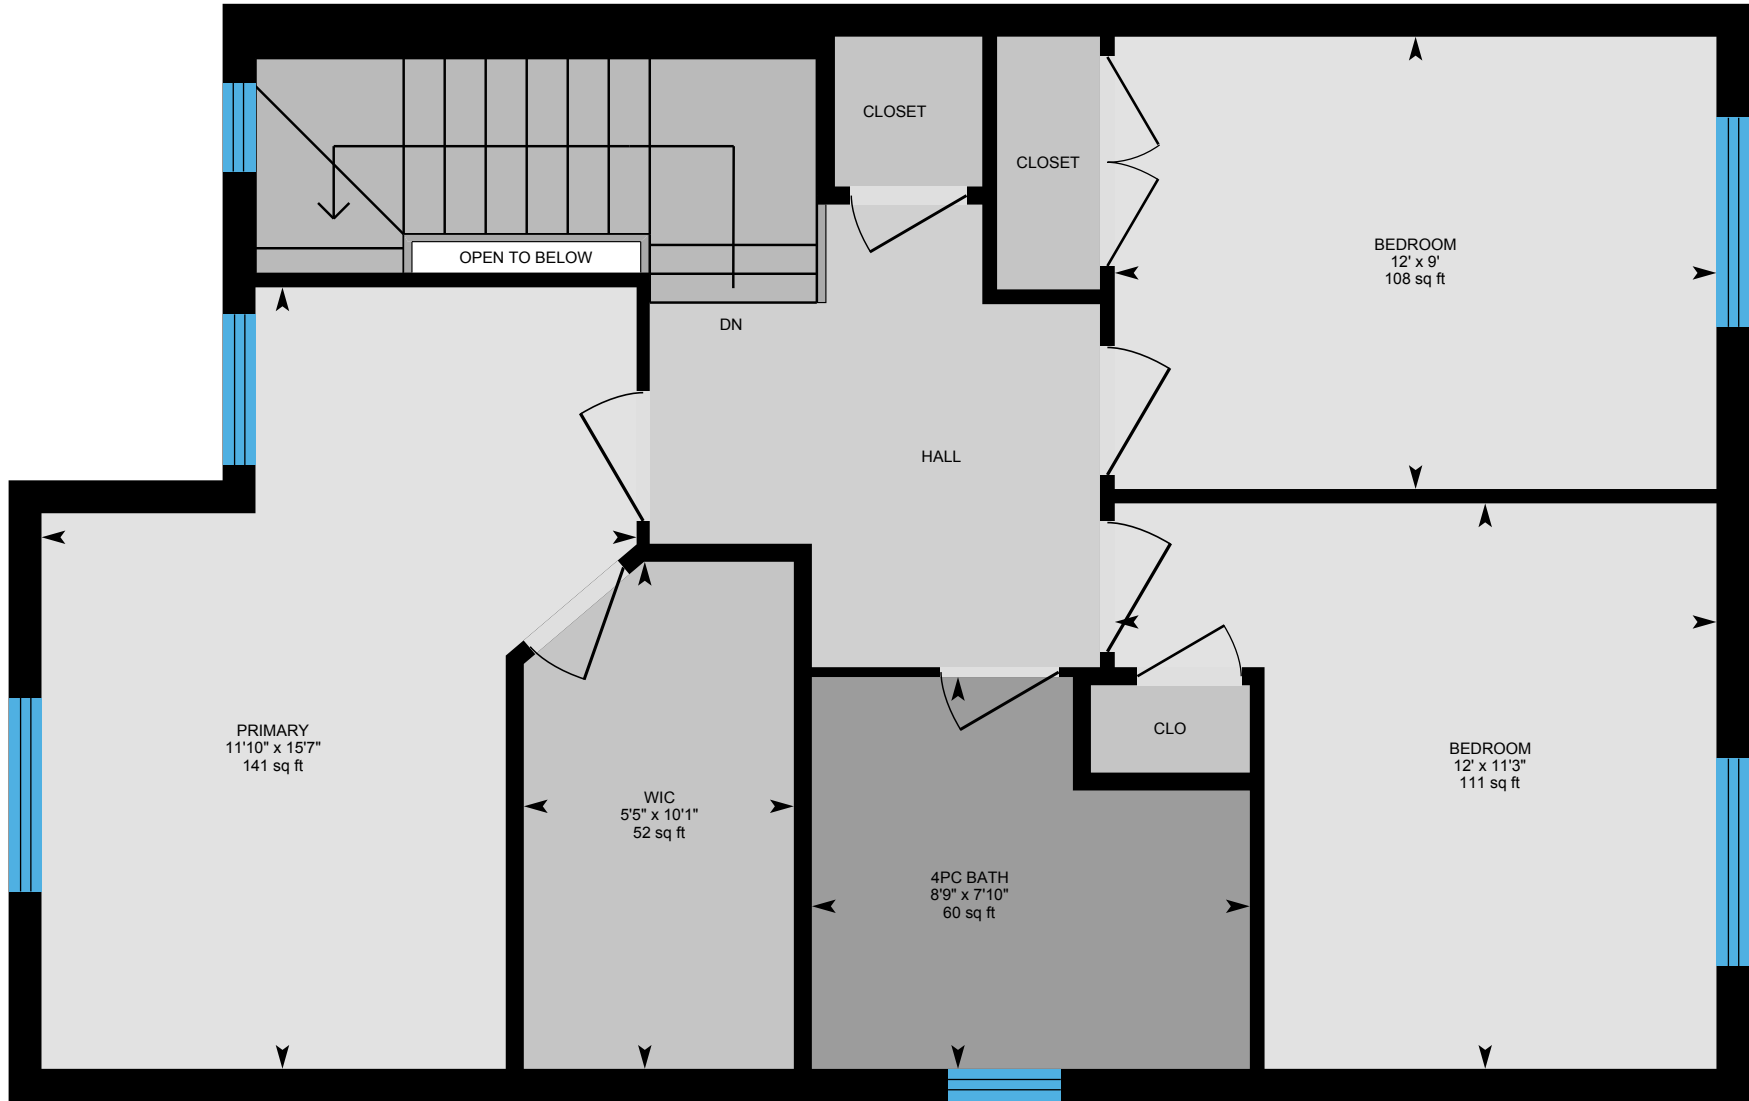 CLOSET
CLOSET
BEDROOM
12' x 9'
108 sq ft
OPEN TO BELOW
DN
HALL
PRIMARY
11'10" x 15'7"
141 sq ft
WIC
5'5" x 10'1"
52 sq ft
CLO
BEDROOM
12' x 11'3"
111 sq ft
4PC BATH
8'9" x 7'10"
60 sq ft